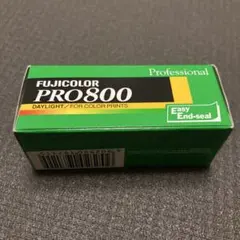 Professional
FUJICOLOR
PRO800
DAYLIGHT/FOR COLOR PRINTS
Easy
End-seal